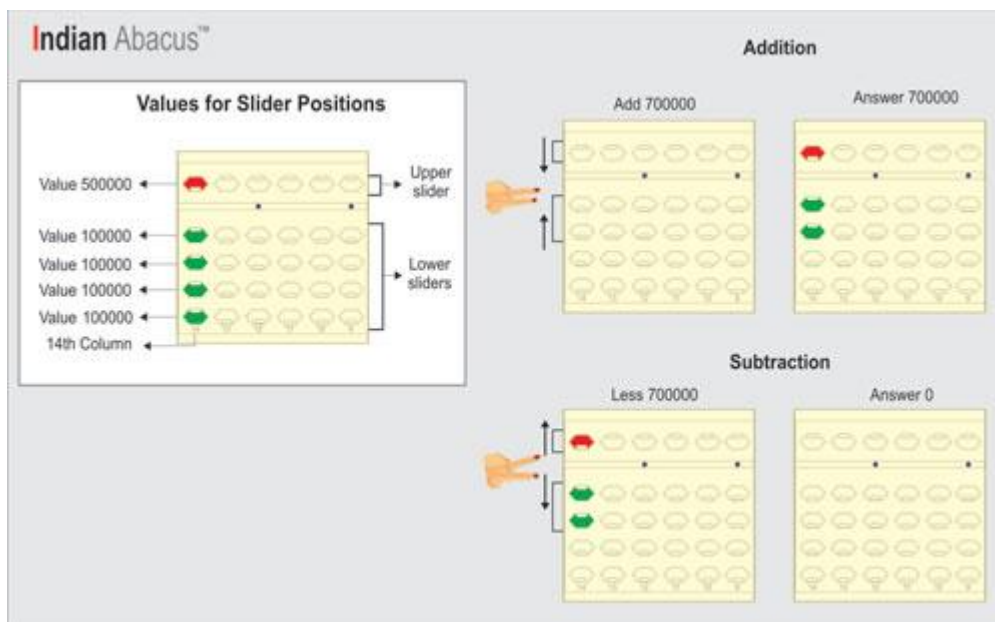 Indian Abacus™
Values for Slider Positions
Value 500000
Upper
slider
Value 100000
Value 100000
Value 100000
Value 100000
Lower
sliders
14th Column
Addition
Add 700000
Answer 700000
Subtraction
Less 700000
Answer 0